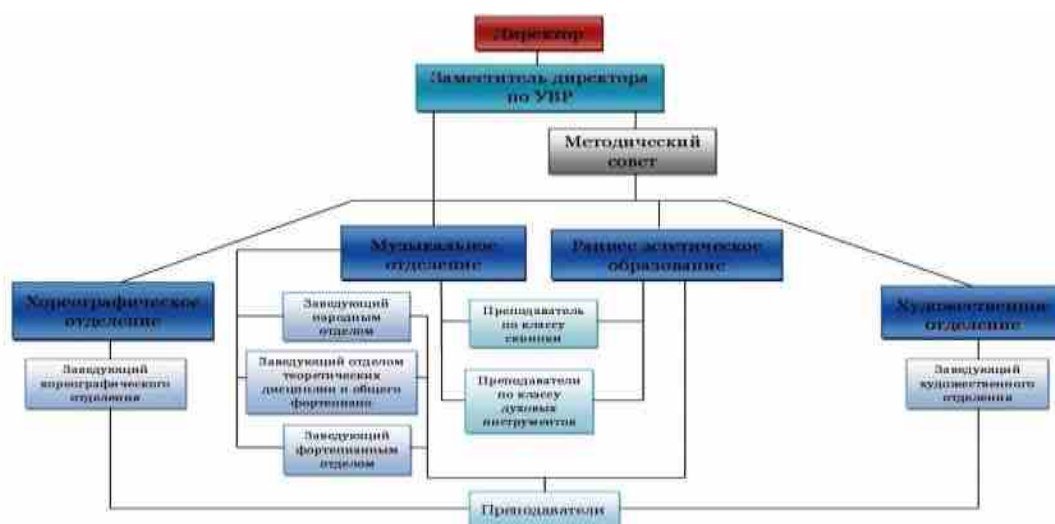 Директор
Заместитель директора
по УВР
Методический
совет
Музыкальное
отделение
Раннее эстетическое
образование
Хореографическое
отделение
Художественное
отделение
Заведующий
народным
отделом
Преподаватель
по классу
скрипки
Заведующий
хореографического
отделения
Заведующий отделом
теоретических
дисциплин и общего
фортепиано
Преподаватели
по классу
духовых
инструментов
Заведующий
художественного
отделения
Заведующий
фортепианным
отделом
Преподаватели